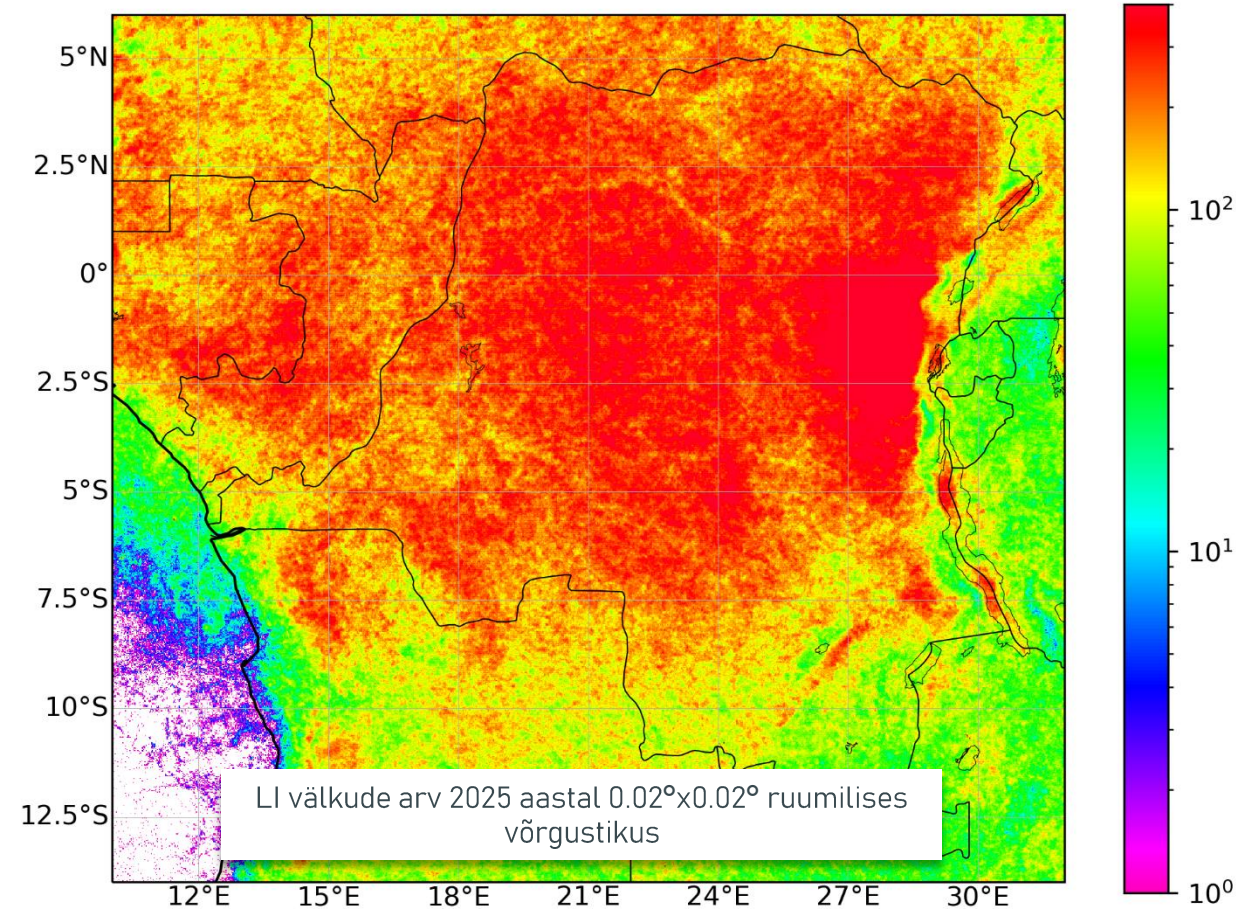 5°N
2.5°N
0°
2.5°S
5°S
7.5°S
10°S
12.5°S
12°E 15°E 18°E 21°E 24°E 27°E 30°E
10²
10¹
10⁰
LI välkude arv 2025 aastal 0.02°x0.02° ruumilises
võrgustikus